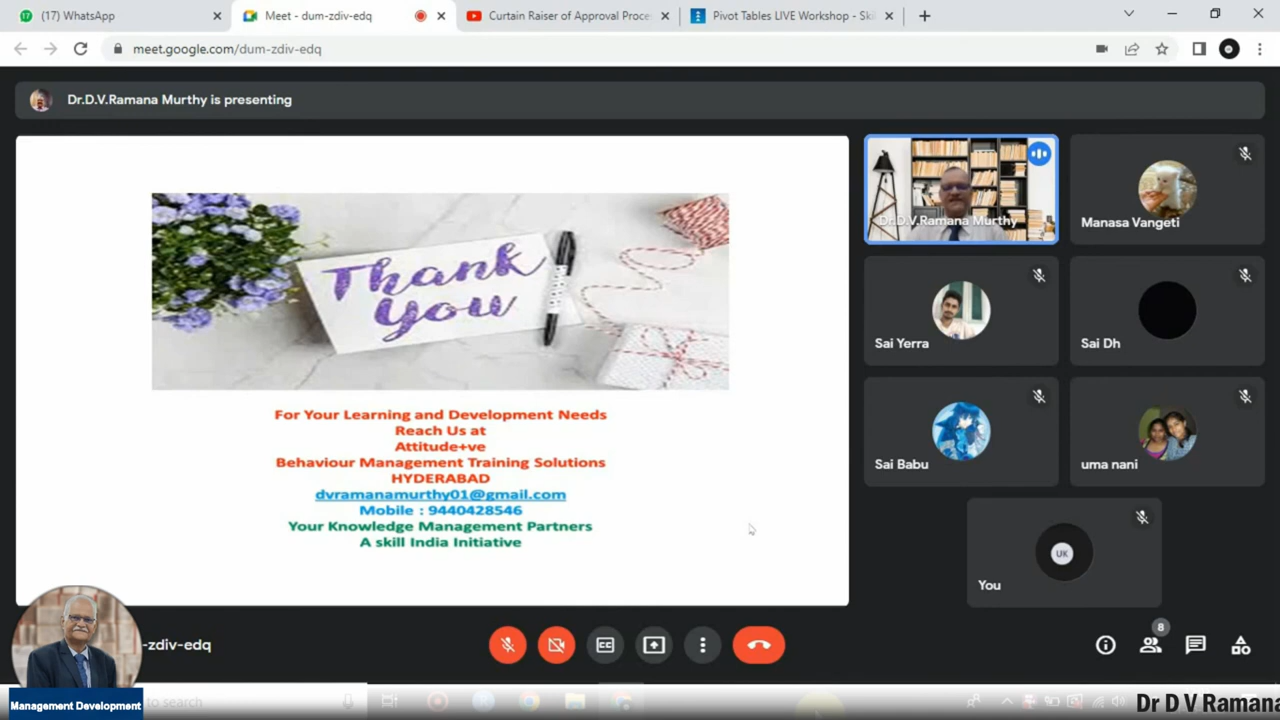 (17) WhatsApp
Meet - dum-zdiv-edq
Curtain Raiser of Approval Proce
Pivot Tables LIVE Workshop - Ski
meet.google.com/dum-zdiv-edq
Dr.D.V.Ramana Murthy is presenting
Thank
You
For Your Learning and Development Needs
Reach Us at
Attitude+ve
Behaviour Management Training Solutions
HYDERABAD
dvramanamurthy01@gmail.com
Mobile : 9440428546
Your Knowledge Management Partners
A skill India Initiative
Dr.D.V.Ramana Murthy
Manasa Vangeti
Sai Yerra
Sai Dh
Sai Babu
uma nani
UK
You
-zdiv-edq
CC
8
to search
Management Development
Dr D V Ramana